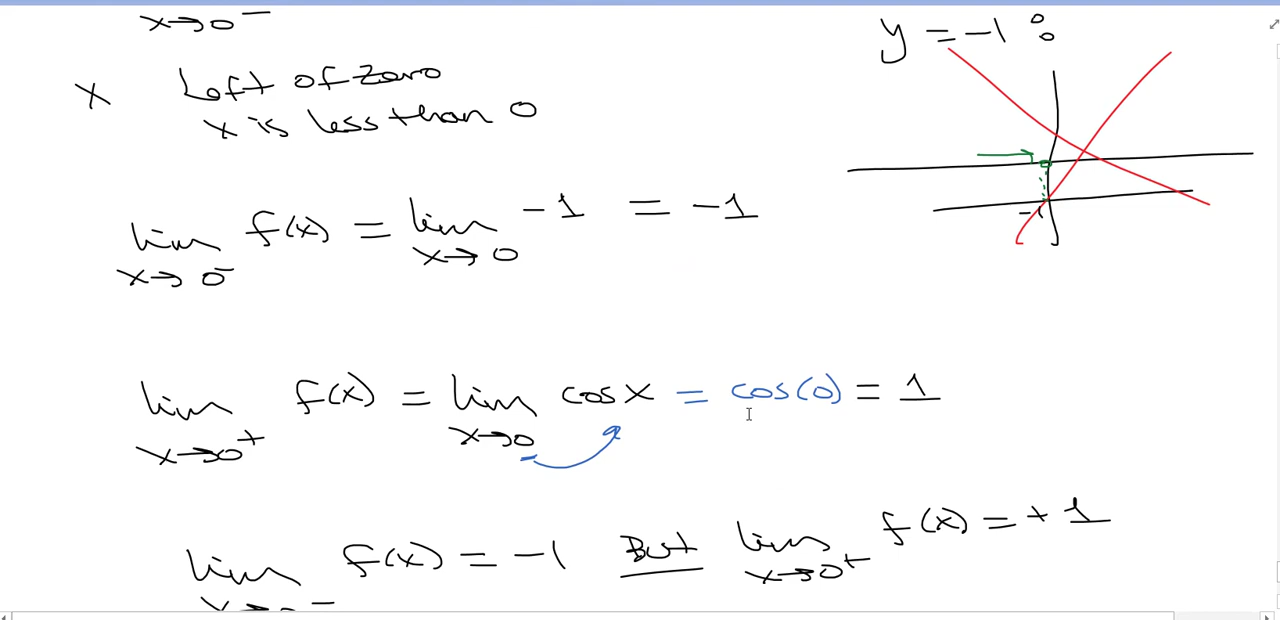 x→0⁻
y = -1 :
x Left of zero
x is less than 0
-1
lim f(x) = lim -1 = -1
x→0⁻ x→0
lim f(x) = lim cos x = cos(0) = 1
x→0⁺ x→0
lim f(x) = -1 But lim f(x) = +1
x→0⁻ x→0⁺